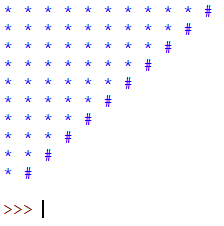 * * * * * * * * * * #
* * * * * * * * * #
* * * * * * * * #
* * * * * * * #
* * * * * * #
* * * * * #
* * * * #
* * * #
* * #
* #
>>>